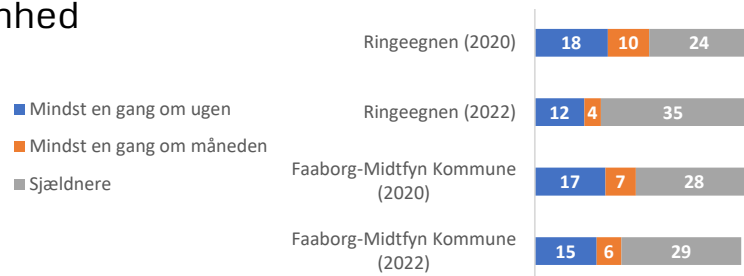 nhed
Ringeegnen (2020)
18 10 24
Mindst en gang om ugen
Ringeegnen (2022)
12 4 35
Mindst en gang om måneden
Sjældnere
Faaborg-Midtfyn Kommune
(2020)
17 7 28
Faaborg-Midtfyn Kommune
(2022)
15 6 29